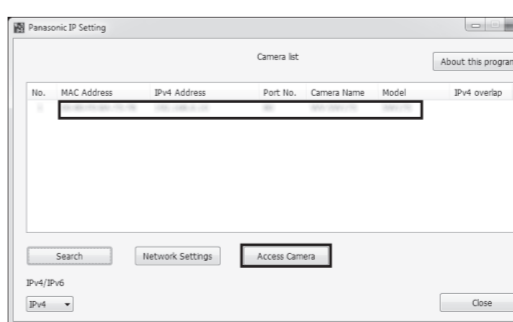 Panasonic IP Setting
Camera list
About this program
No. MAC Address IPv4 Address Port No. Camera Name Model IPv4 overlap
Search Network Settings Access Camera
IPv4/IPv6
IPv4
Close